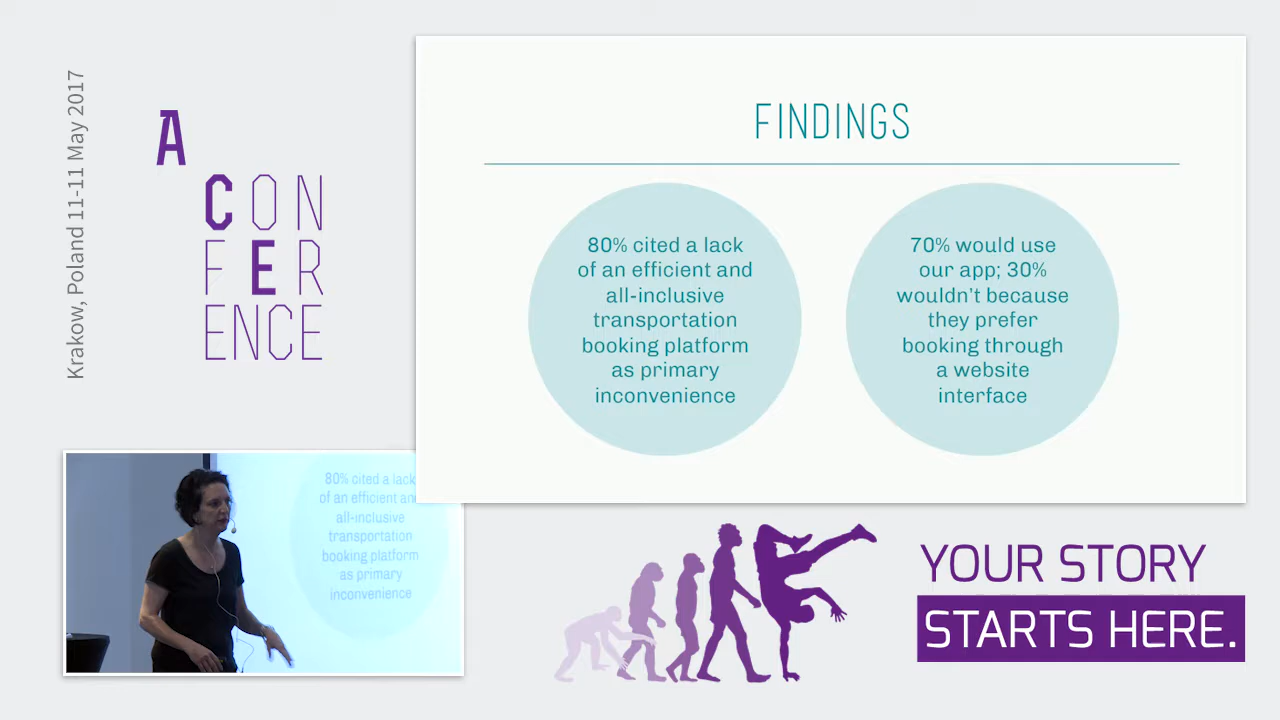 Krakow, Poland 11-11 May 2017
A
CON
FER
ENCE
FINDINGS
80% cited a lack
of an efficient and
all-inclusive
transportation
booking platform
as primary
inconvenience
70% would use
our app; 30%
wouldn't because
they prefer
booking through
a website
interface
80% cited a lack
of an efficient and
all-inclusive
transportation
booking platform
as primary
inconvenience
YOUR STORY
STARTS HERE.